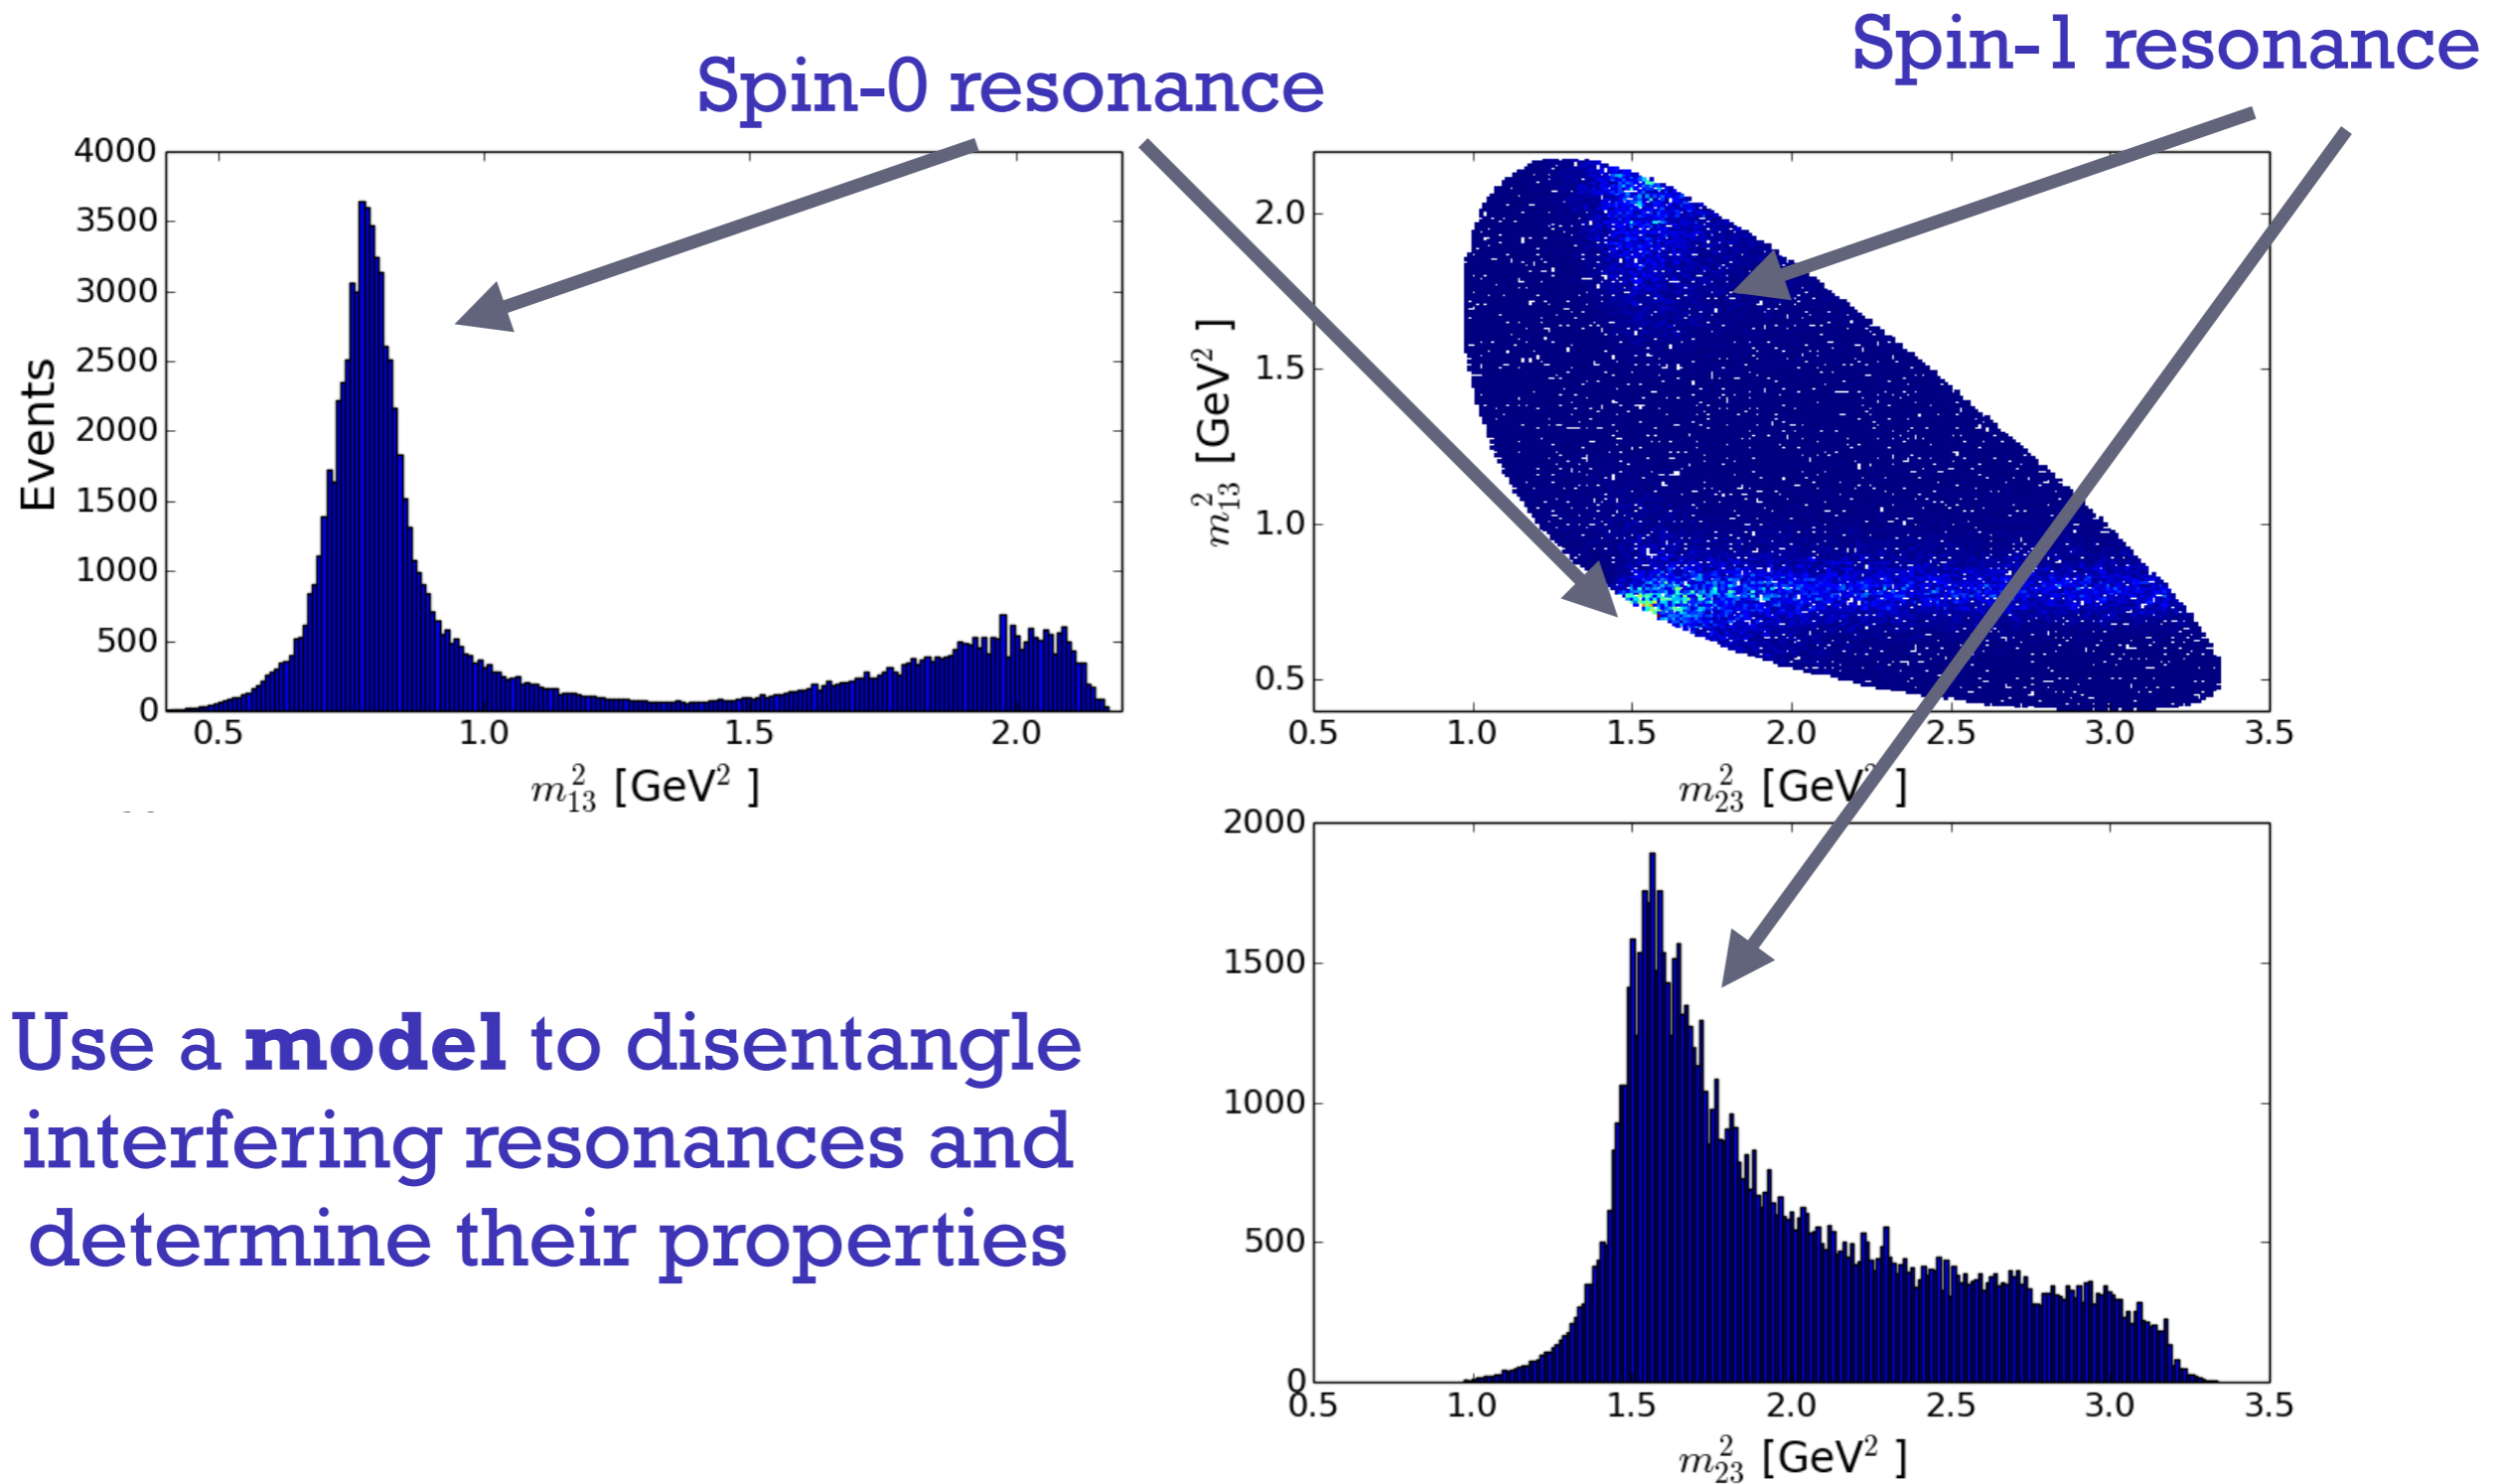 Spin-0 resonance
Spin-1 resonance
4000
3500
3000
2500
2000
1500
1000
500
0
Events
0.5 1.0 1.5 2.0
m²₁₃ [GeV² ]
2.0
1.5
1.0
0.5
m²₁₃ [GeV² ]
0.5 1.0 1.5 2.0 2.5 3.0 3.5
m²₂₃ [GeV² ]
2000
1500
1000
500
0
0.5 1.0 1.5 2.0 2.5 3.0 3.5
m²₂₃ [GeV² ]
Use a model to disentangle
interfering resonances and
determine their properties